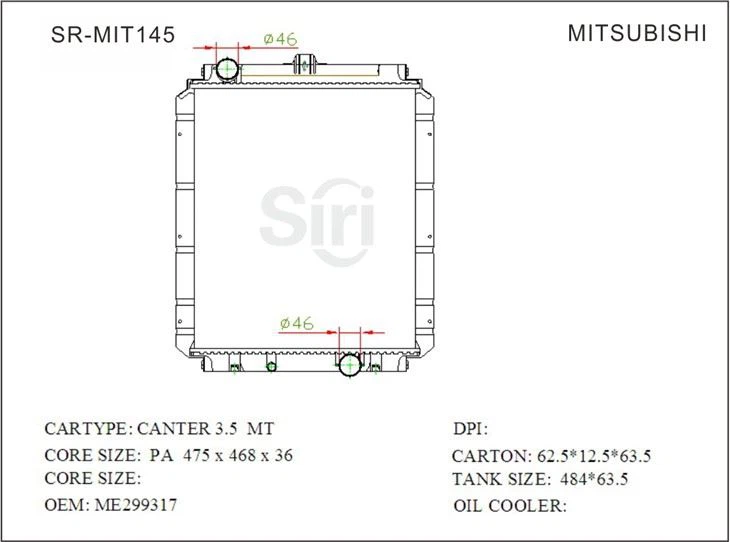 SR-MIT145
MITSUBISHI
Ø46
Siri
Ø46
CARTYPE: CANTER 3.5 MT
CORE SIZE: PA 475 x 468 x 36
CORE SIZE:
OEM: ME299317
DPI:
CARTON: 62.5*12.5*63.5
TANK SIZE: 484*63.5
OIL COOLER: